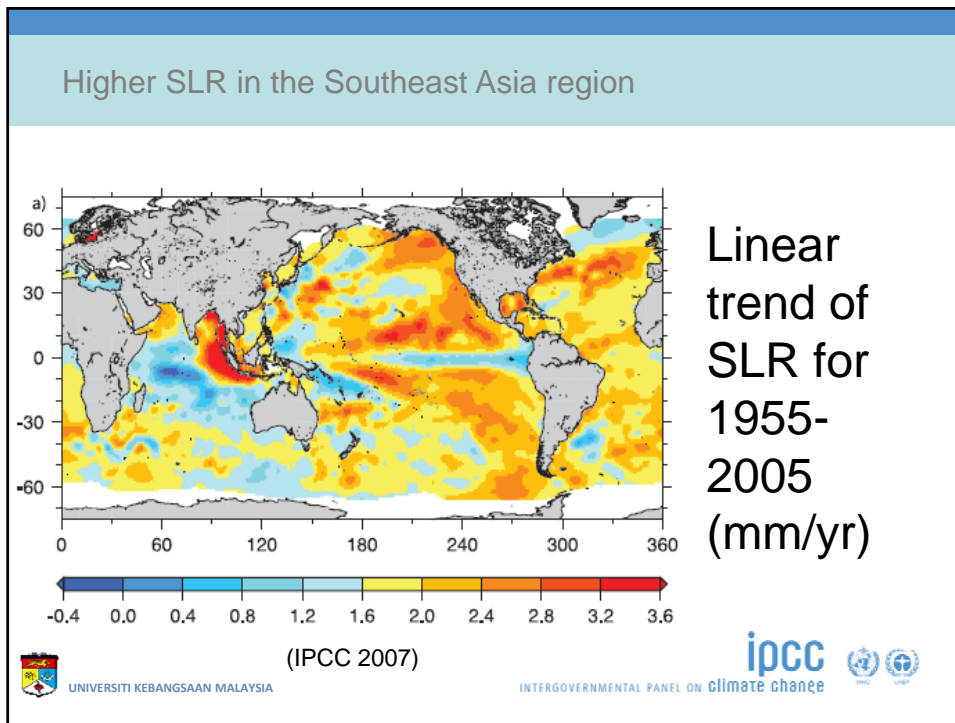 Higher SLR in the Southeast Asia region
a)
60
30
0
-30
-60
0 60 120 180 240 300 360
-0.4 0.0 0.4 0.8 1.2 1.6 2.0 2.4 2.8 3.2 3.6
(IPCC 2007)
Linear
trend of
SLR for
1955-
2005
(mm/yr)
UNIVERSITI KEBANGSAAN MALAYSIA
INTERGOVERNMENTAL PANEL ON climate change
ipcc
WMO UNEP